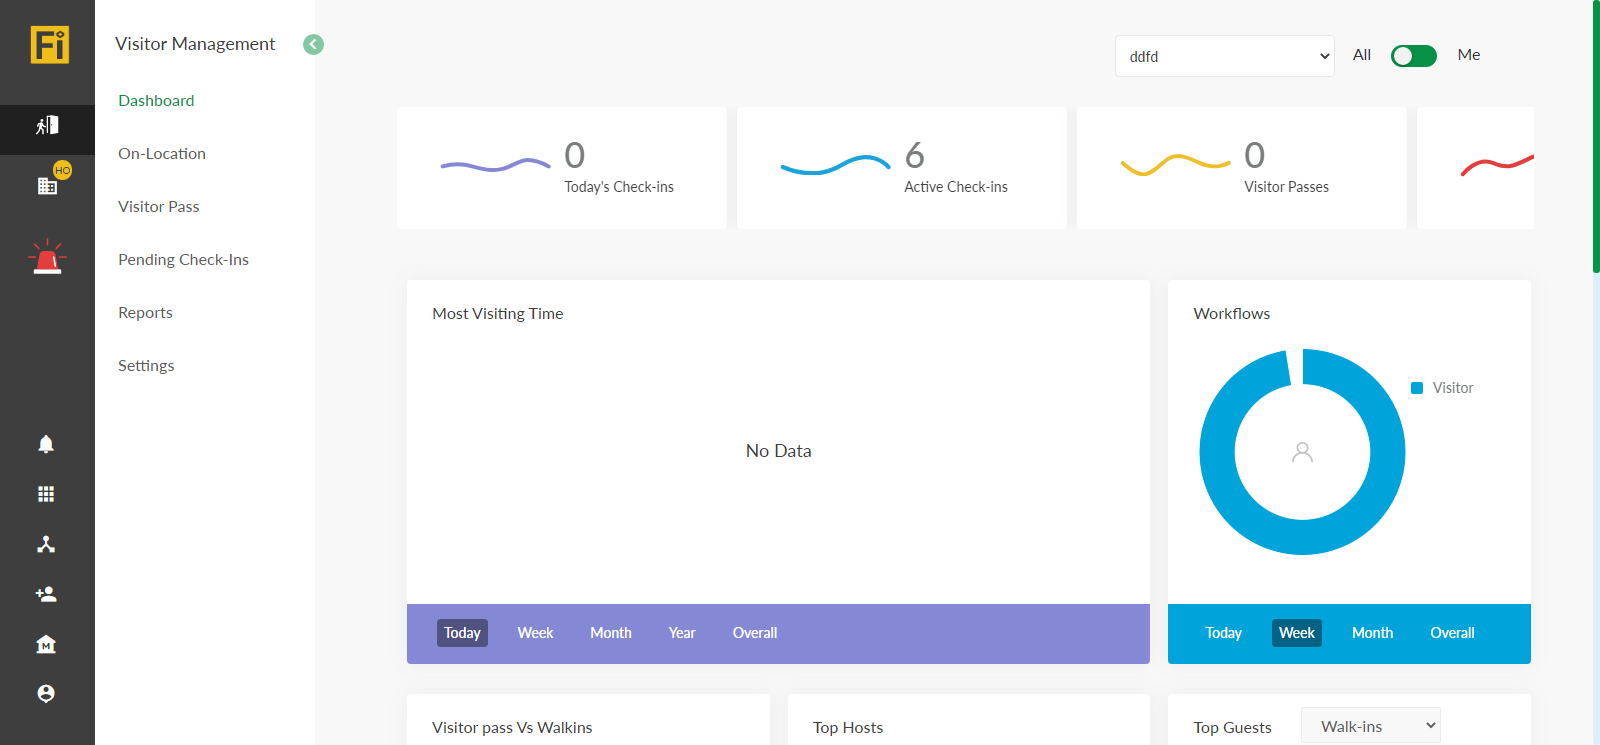 Fi
HO
M
Visitor Management
Dashboard
On-Location
Visitor Pass
Pending Check-Ins
Reports
Settings
ddfd
All
Me
0
Today's Check-ins
6
Active Check-ins
0
Visitor Passes
Most Visiting Time
No Data
Today Week Month Year Overall
Workflows
Visitor
Today Week Month Overall
Visitor pass Vs Walkins
Top Hosts
Top Guests
Walk-ins